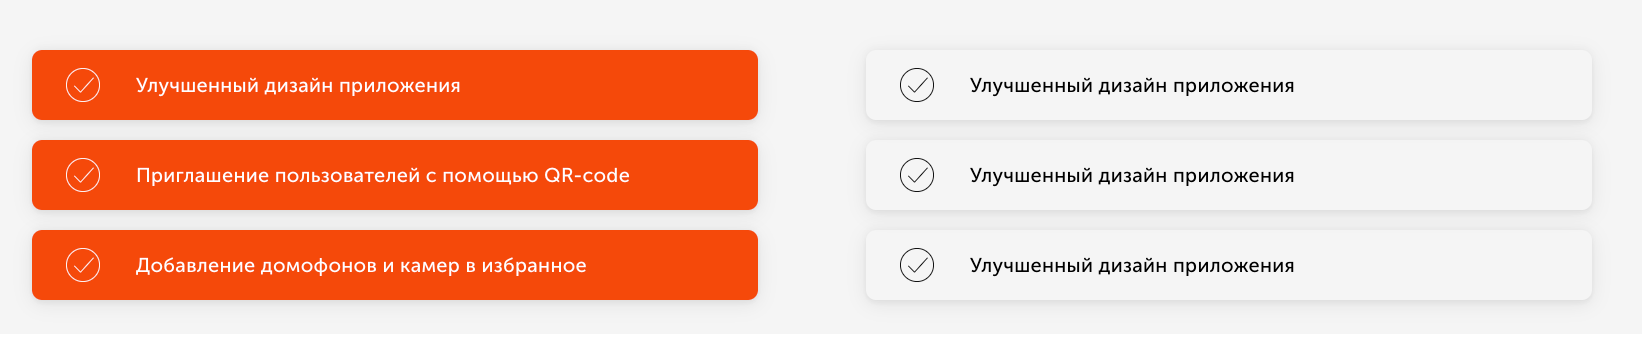 Улучшенный дизайн приложения
Приглашение пользователей с помощью QR-code
Добавление домофонов и камер в избранное
Улучшенный дизайн приложения
Улучшенный дизайн приложения
Улучшенный дизайн приложения